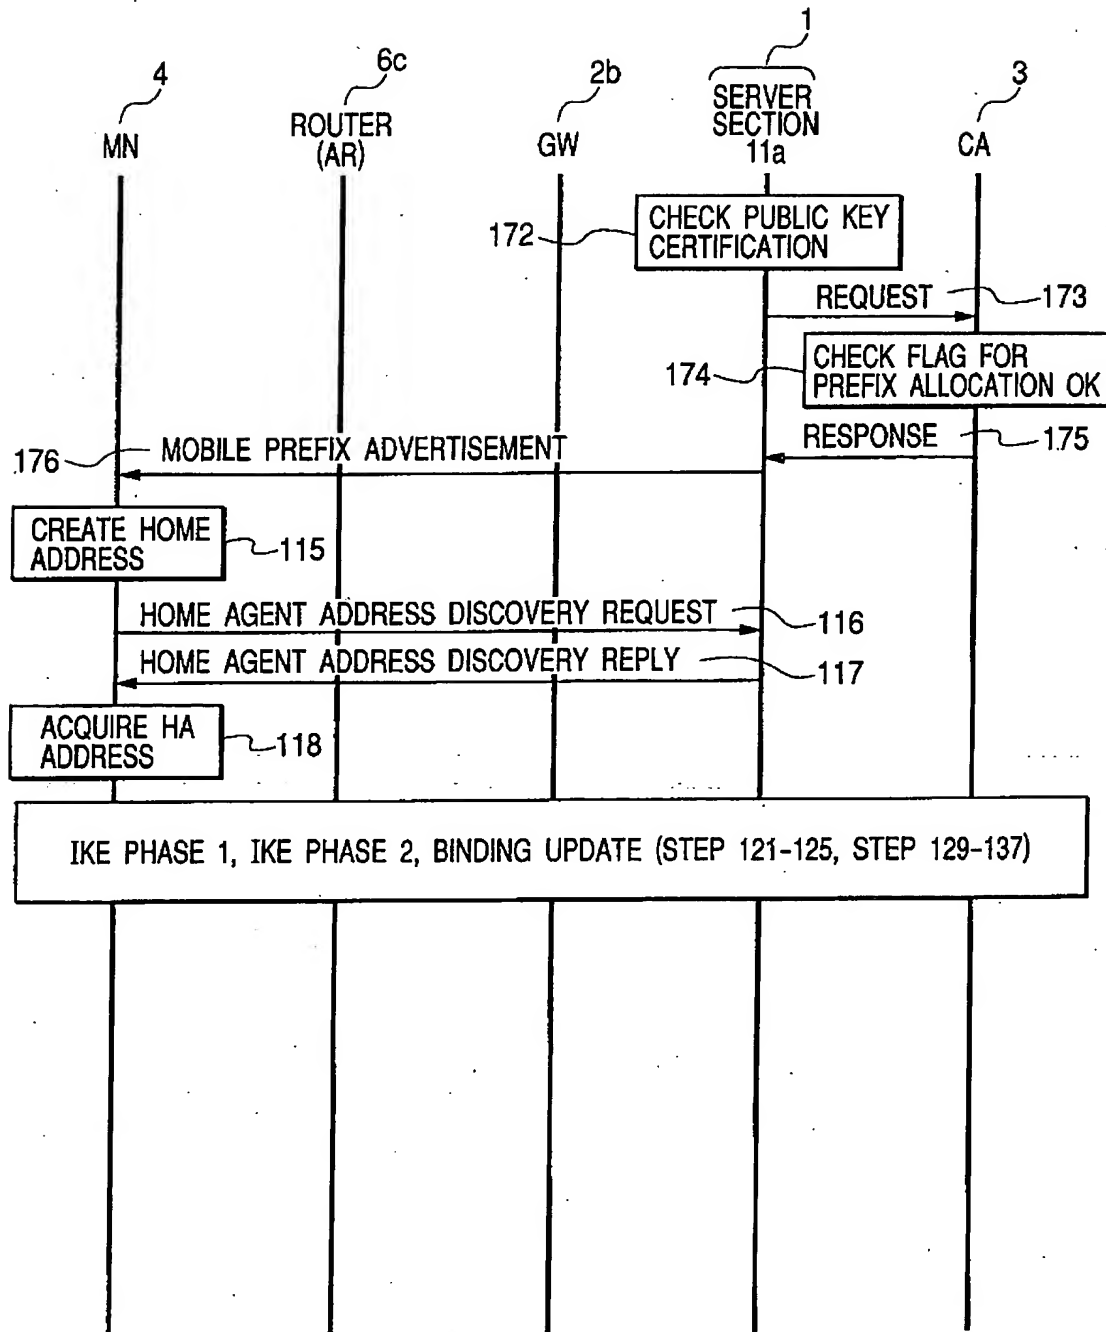 1
4
6c
2b
3
MN
ROUTER
(AR)
GW
SERVER
SECTION
11a
CA
172
CHECK PUBLIC KEY
CERTIFICATION
REQUEST
173
174
CHECK FLAG FOR
PREFIX ALLOCATION OK
RESPONSE
175
176
MOBILE PREFIX ADVERTISEMENT
CREATE HOME
ADDRESS
115
HOME AGENT ADDRESS DISCOVERY REQUEST
116
HOME AGENT ADDRESS DISCOVERY REPLY
117
ACQUIRE HA
ADDRESS
118
IKE PHASE 1, IKE PHASE 2, BINDING UPDATE (STEP 121-125, STEP 129-137)